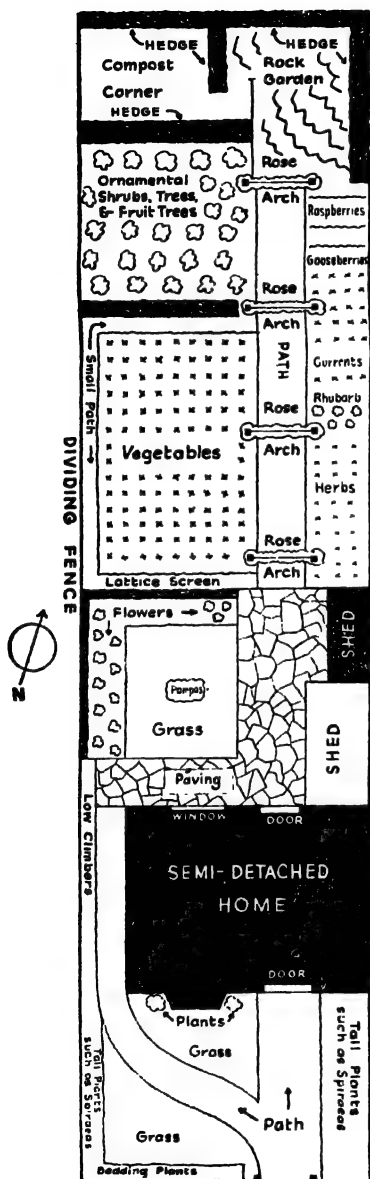 HEDGE
HEDGE
Compost
Corner
HEDGE
Rock
Garden
Ornamental
Shrubs, Trees,
& Fruit Trees
Rose
Arch
Raspberries
Gooseberries
Rose
Arch
Small Path
PATH
Currents
Rhubarb
Vegetables
Rose
Arch
Herbs
Rose
Arch
Lattice Screen
DIVIDING FENCE
N
Flowers
Pampas
Grass
SHED
SHED
Paving
WINDOW
DOOR
Low Climbers
SEMI-DETACHED
HOME
DOOR
Plants
Grass
Tall Plants
such as Spiraeas
Tall Plants
such as Spiraeas
Path
Grass
Bedding Plants